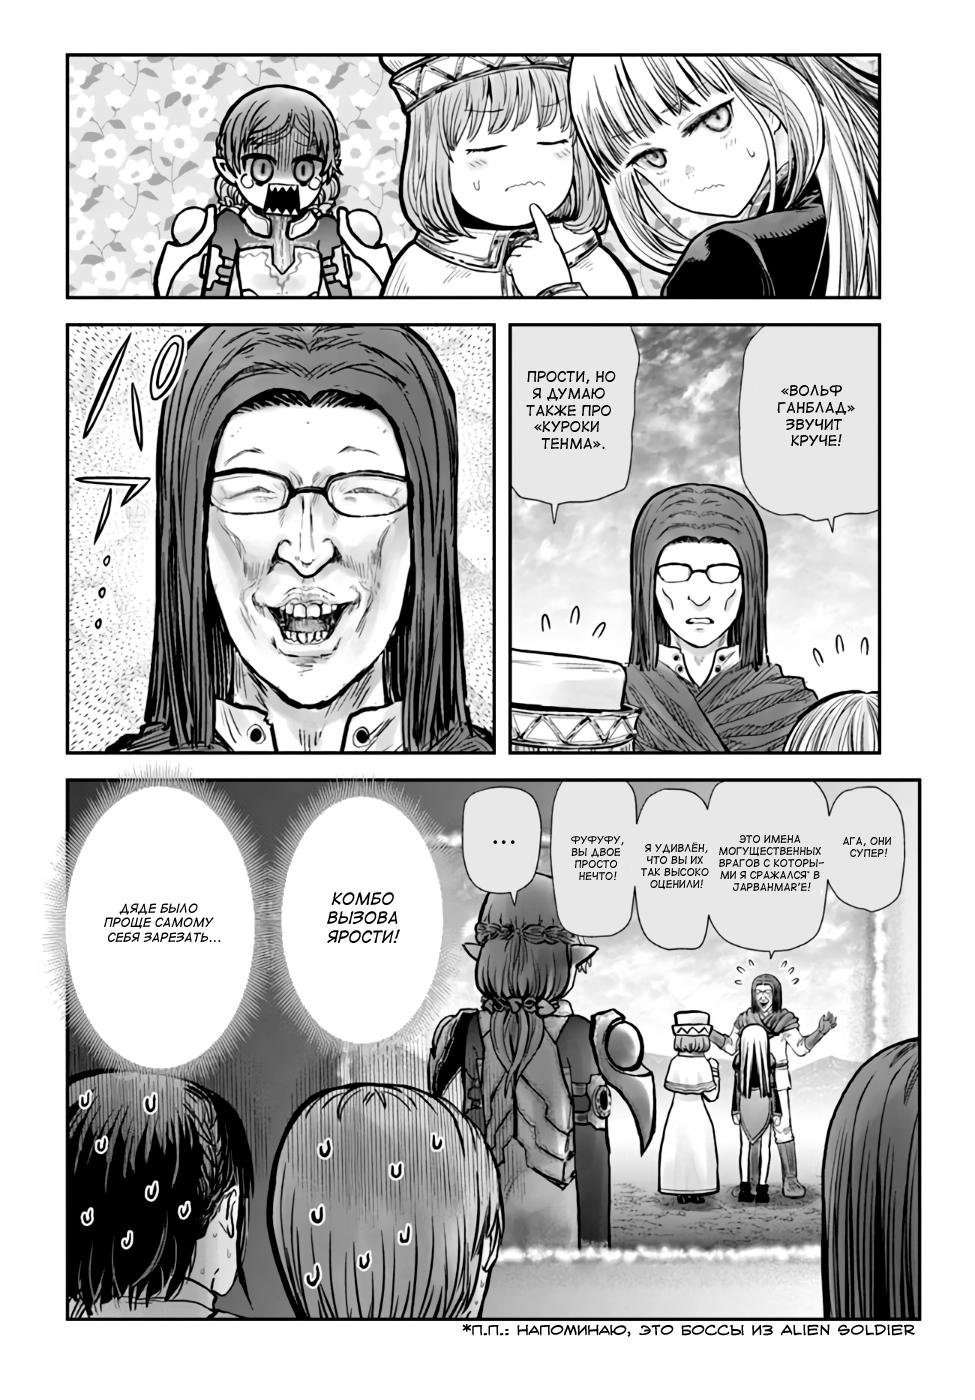 «ВОЛЬФ
ГАНБЛАД»
ЗВУЧИТ
КРУЧЕ!
ПРОСТИ, НО
Я ДУМАЮ
ТАКЖЕ ПРО
«КУРОКИ
ТЕНМА».
АГА, ОНИ
СУПЕР!
ЭТО ИМЕНА
МОГУЩЕСТВЕННЫХ
ВРАГОВ С КОТОРЫ-
МИ Я СРАЖАЛСЯ* В
JAPBAHMAR'Е!
Я УДИВЛЁН,
ЧТО ВЫ ИХ
ТАК ВЫСОКО
ОЦЕНИЛИ!
ФУФУФУ,
ВЫ ДВОЕ
ПРОСТО
НЕЧТО!
...
КОМБО
ВЫЗОВА
ЯРОСТИ!
ДЯДЕ БЫЛО
ПРОЩЕ САМОМУ
СЕБЯ ЗАРЕЗАТЬ...
*П.П.: НАПОМИНАЮ, ЭТО БОССЫ ИЗ ALIEN SOLDIER